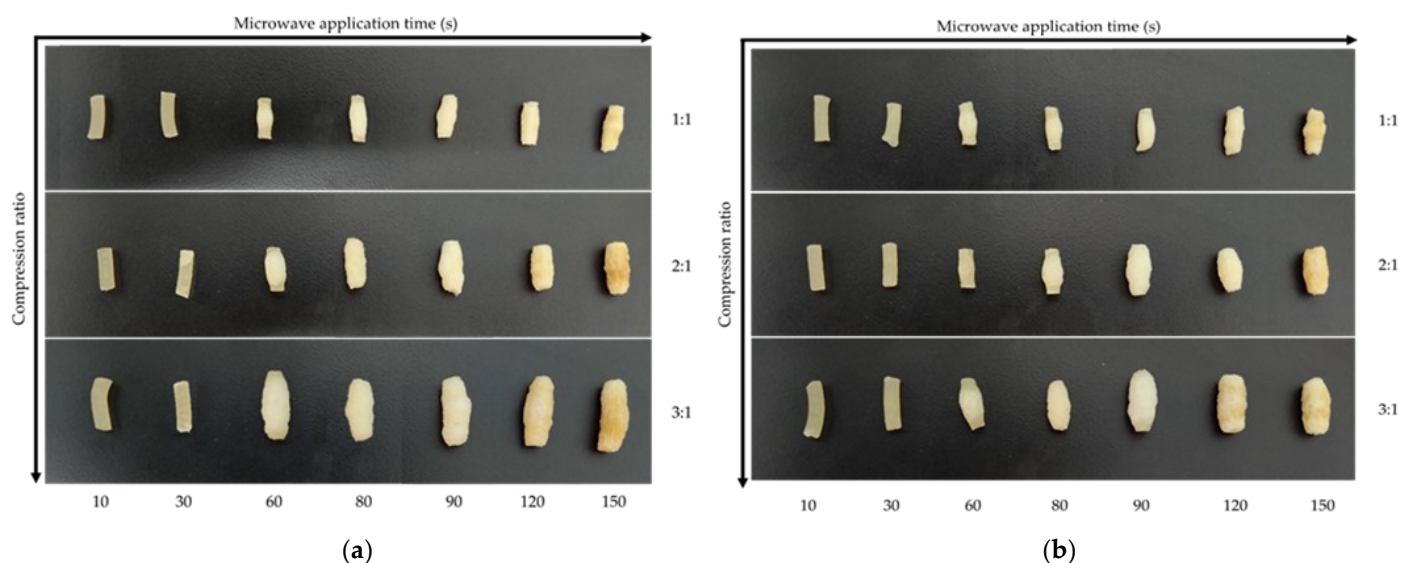 Microwave application time (s)
Compression ratio
1:1
2:1
3:1
10 30 60 80 90 120 150
(a)
Microwave application time (s)
Compression ratio
1:1
2:1
3:1
10 30 60 80 90 120 150
(b)